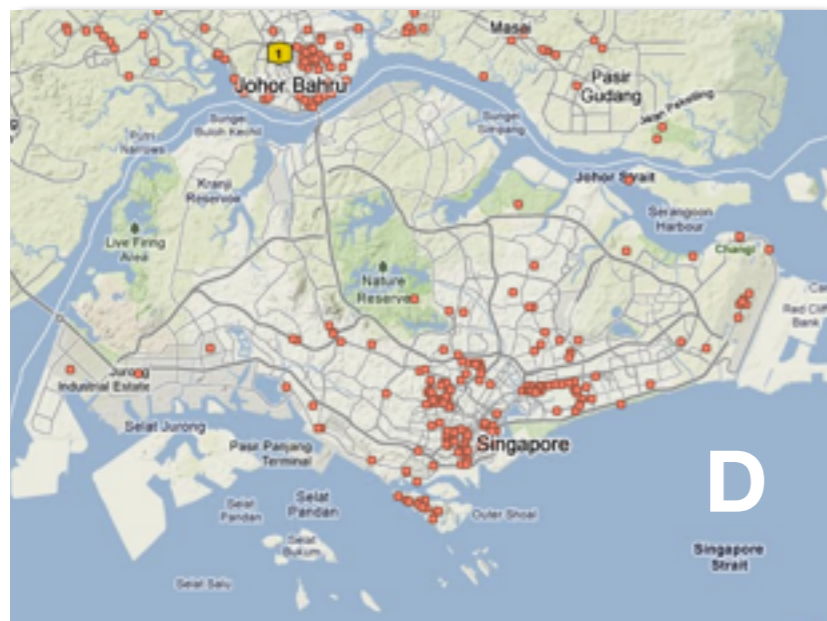 Masai
1
Johor Bahru
Pasir
Gudang
Jalan Pekeliling
Sungei
Buloh Kechil
Sungei
Simpang
Narrows
Kranji
Reservoir
Johor Strait
Serangoon
Harbour
Live Firing
Area
Changi
Nature
Reserve
Red Cliff
Bank
Jurong
Industrial Estate
Selat Jurong
Pasir Panjang
Terminal
Singapore
D
Selat
Pandan
Selat
Pandan
Outer Shoal
Selat
Bukum
Singapore
Strait
Selat Salu